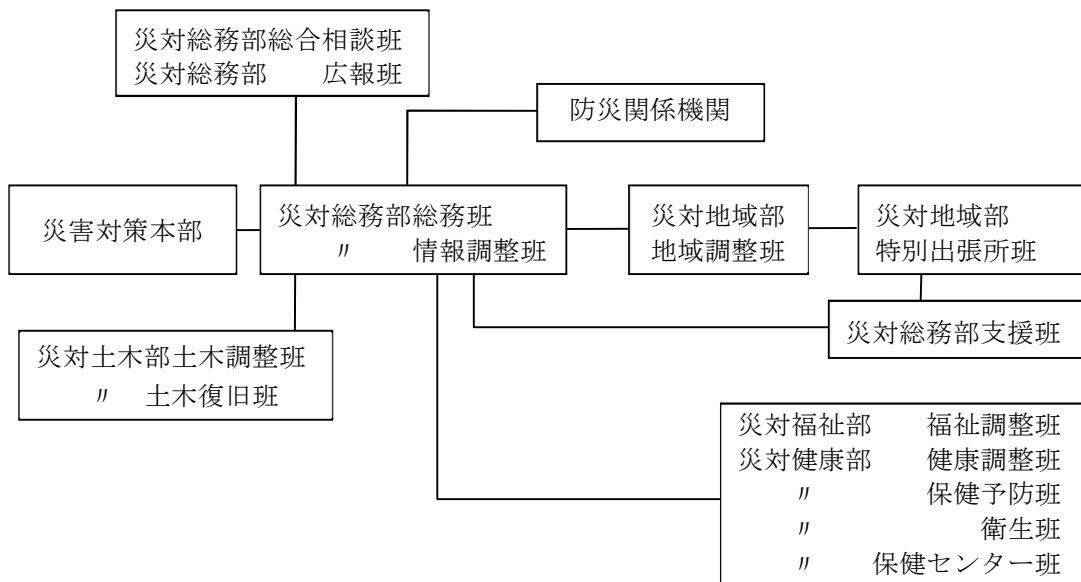 災対総務部総合相談班
災対総務部　　広報班
防災関係機関
災害対策本部
災対総務部総務班
〃　　情報調整班
災対地域部
地域調整班
災対地域部
特別出張所班
災対総務部支援班
災対土木部土木調整班
〃　土木復旧班
災対福祉部　　福祉調整班
災対健康部　　健康調整班
〃　　　　保健予防班
〃　　　　　　衛生班
〃　保健センター班